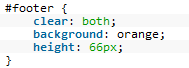 #footer {
    clear: both;
    background: orange;
    height: 66px;
}